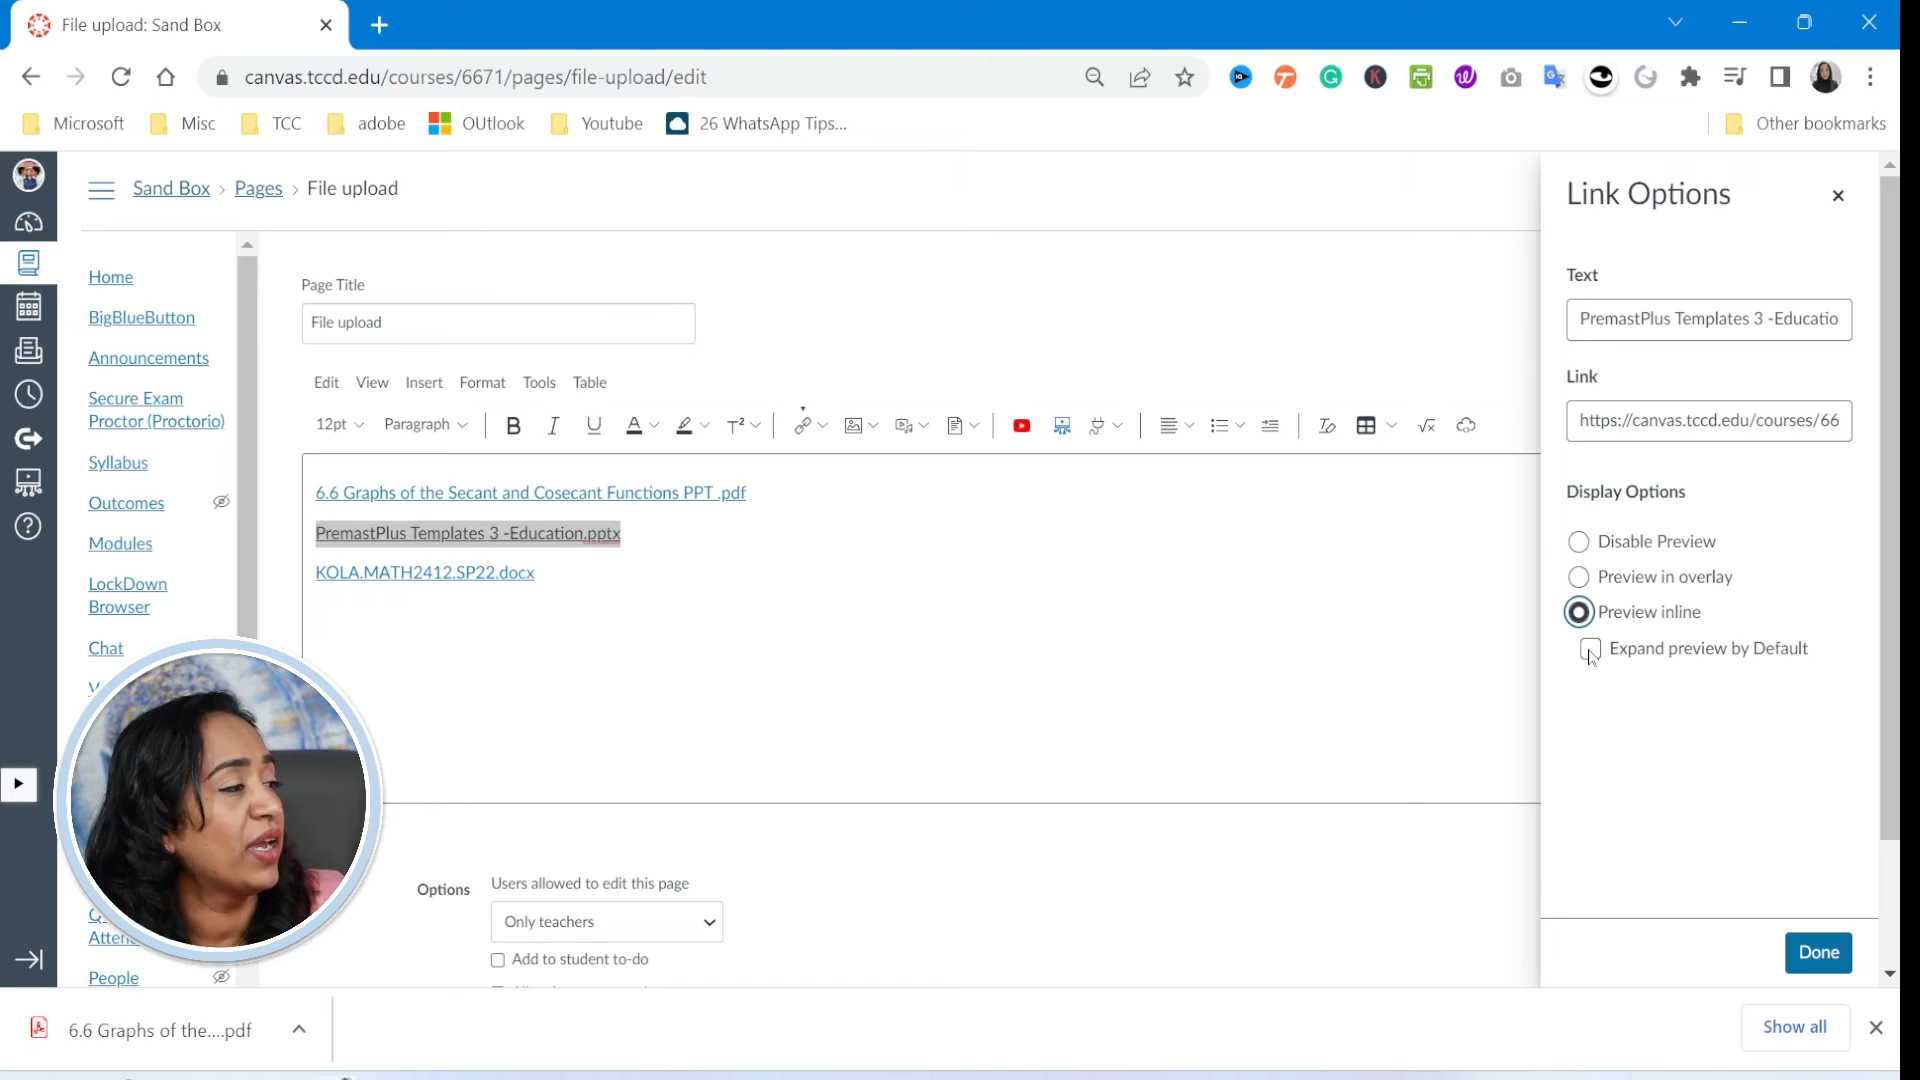 File upload: Sand Box
canvas.tccd.edu/courses/6671/pages/file-upload/edit
Microsoft Misc TCC adobe OUtlook Youtube 26 WhatsApp Tips... Other bookmarks
Sand Box > Pages > File upload
Home
BigBlueButton
Announcements
Secure Exam
Proctor (Proctorio)
Syllabus
Outcomes
Modules
LockDown
Browser
Chat
People
Page Title
File upload
Edit View Insert Format Tools Table
12pt Paragraph
6.6 Graphs of the Secant and Cosecant Functions PPT .pdf
PremastPlus Templates 3 -Education.pptx
KOLA.MATH2412.SP22.docx
Options
Users allowed to edit this page
Only teachers
Add to student to-do
Link Options
Text
PremastPlus Templates 3 -Educatio
Link
https://canvas.tccd.edu/courses/66
Display Options
Disable Preview
Preview in overlay
Preview inline
Expand preview by Default
Done
6.6 Graphs of the....pdf
Show all